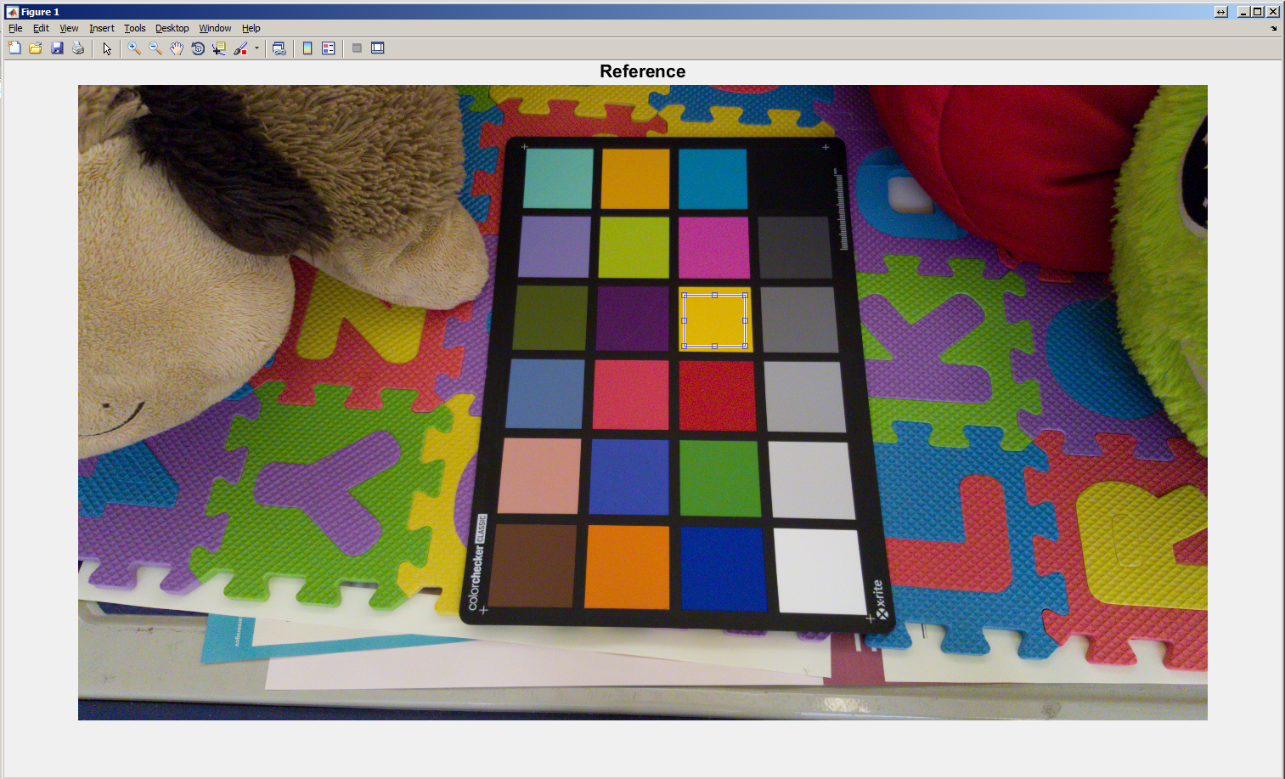 Figure 1
File Edit View Insert Tools Desktop Window Help
Reference
colorchecker CLASSIC
x-rite